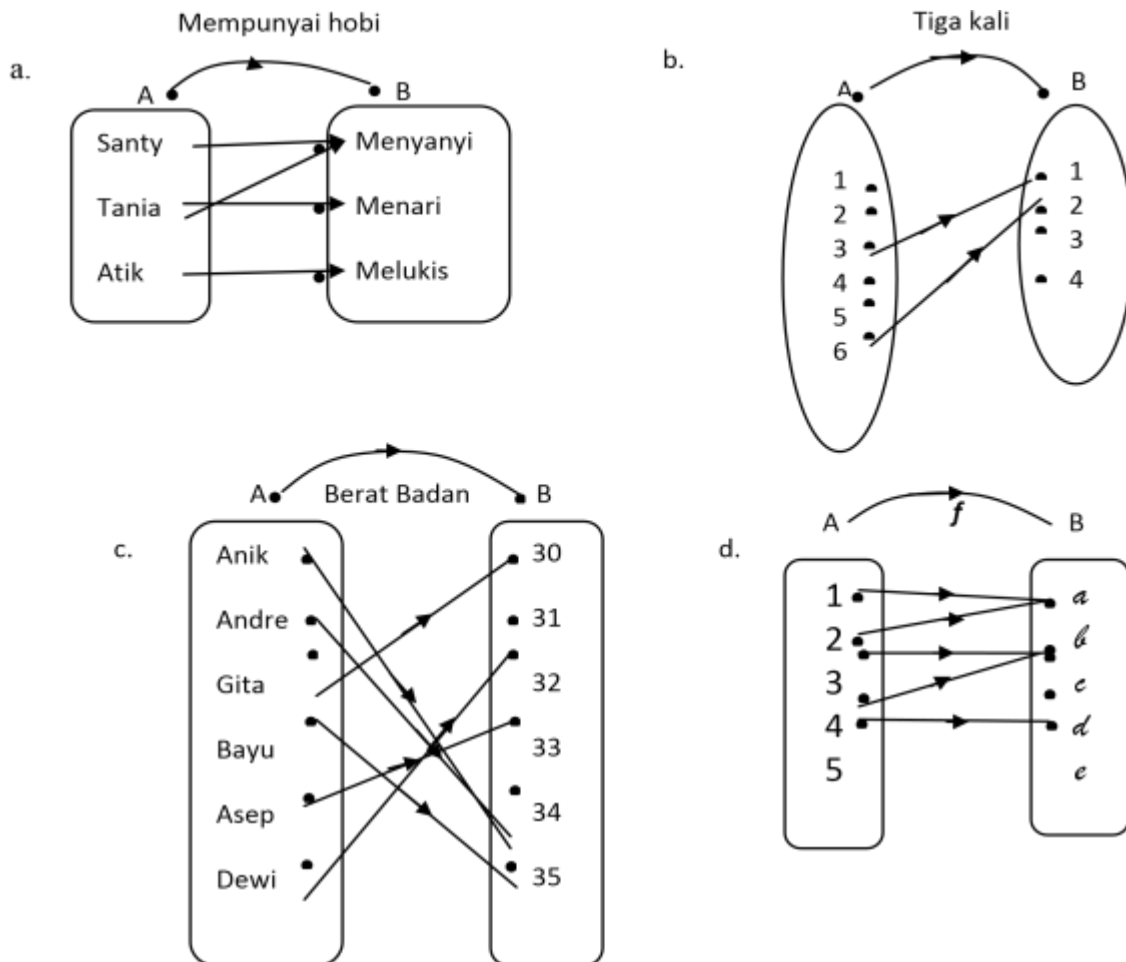 Mempunyai hobi
a.
A
B
Santy
Menyanyi
Tania
Menari
Atik
Melukis
Tiga kali
b.
A
B
1
2
3
4
5
6
1
2
3
4
Berat Badan
c.
A
B
Anik
Andre
Gita
Bayu
Asep
Dewi
30
31
32
33
34
35
d.
A
f
B
1
2
3
4
5
a
b
c
d
e